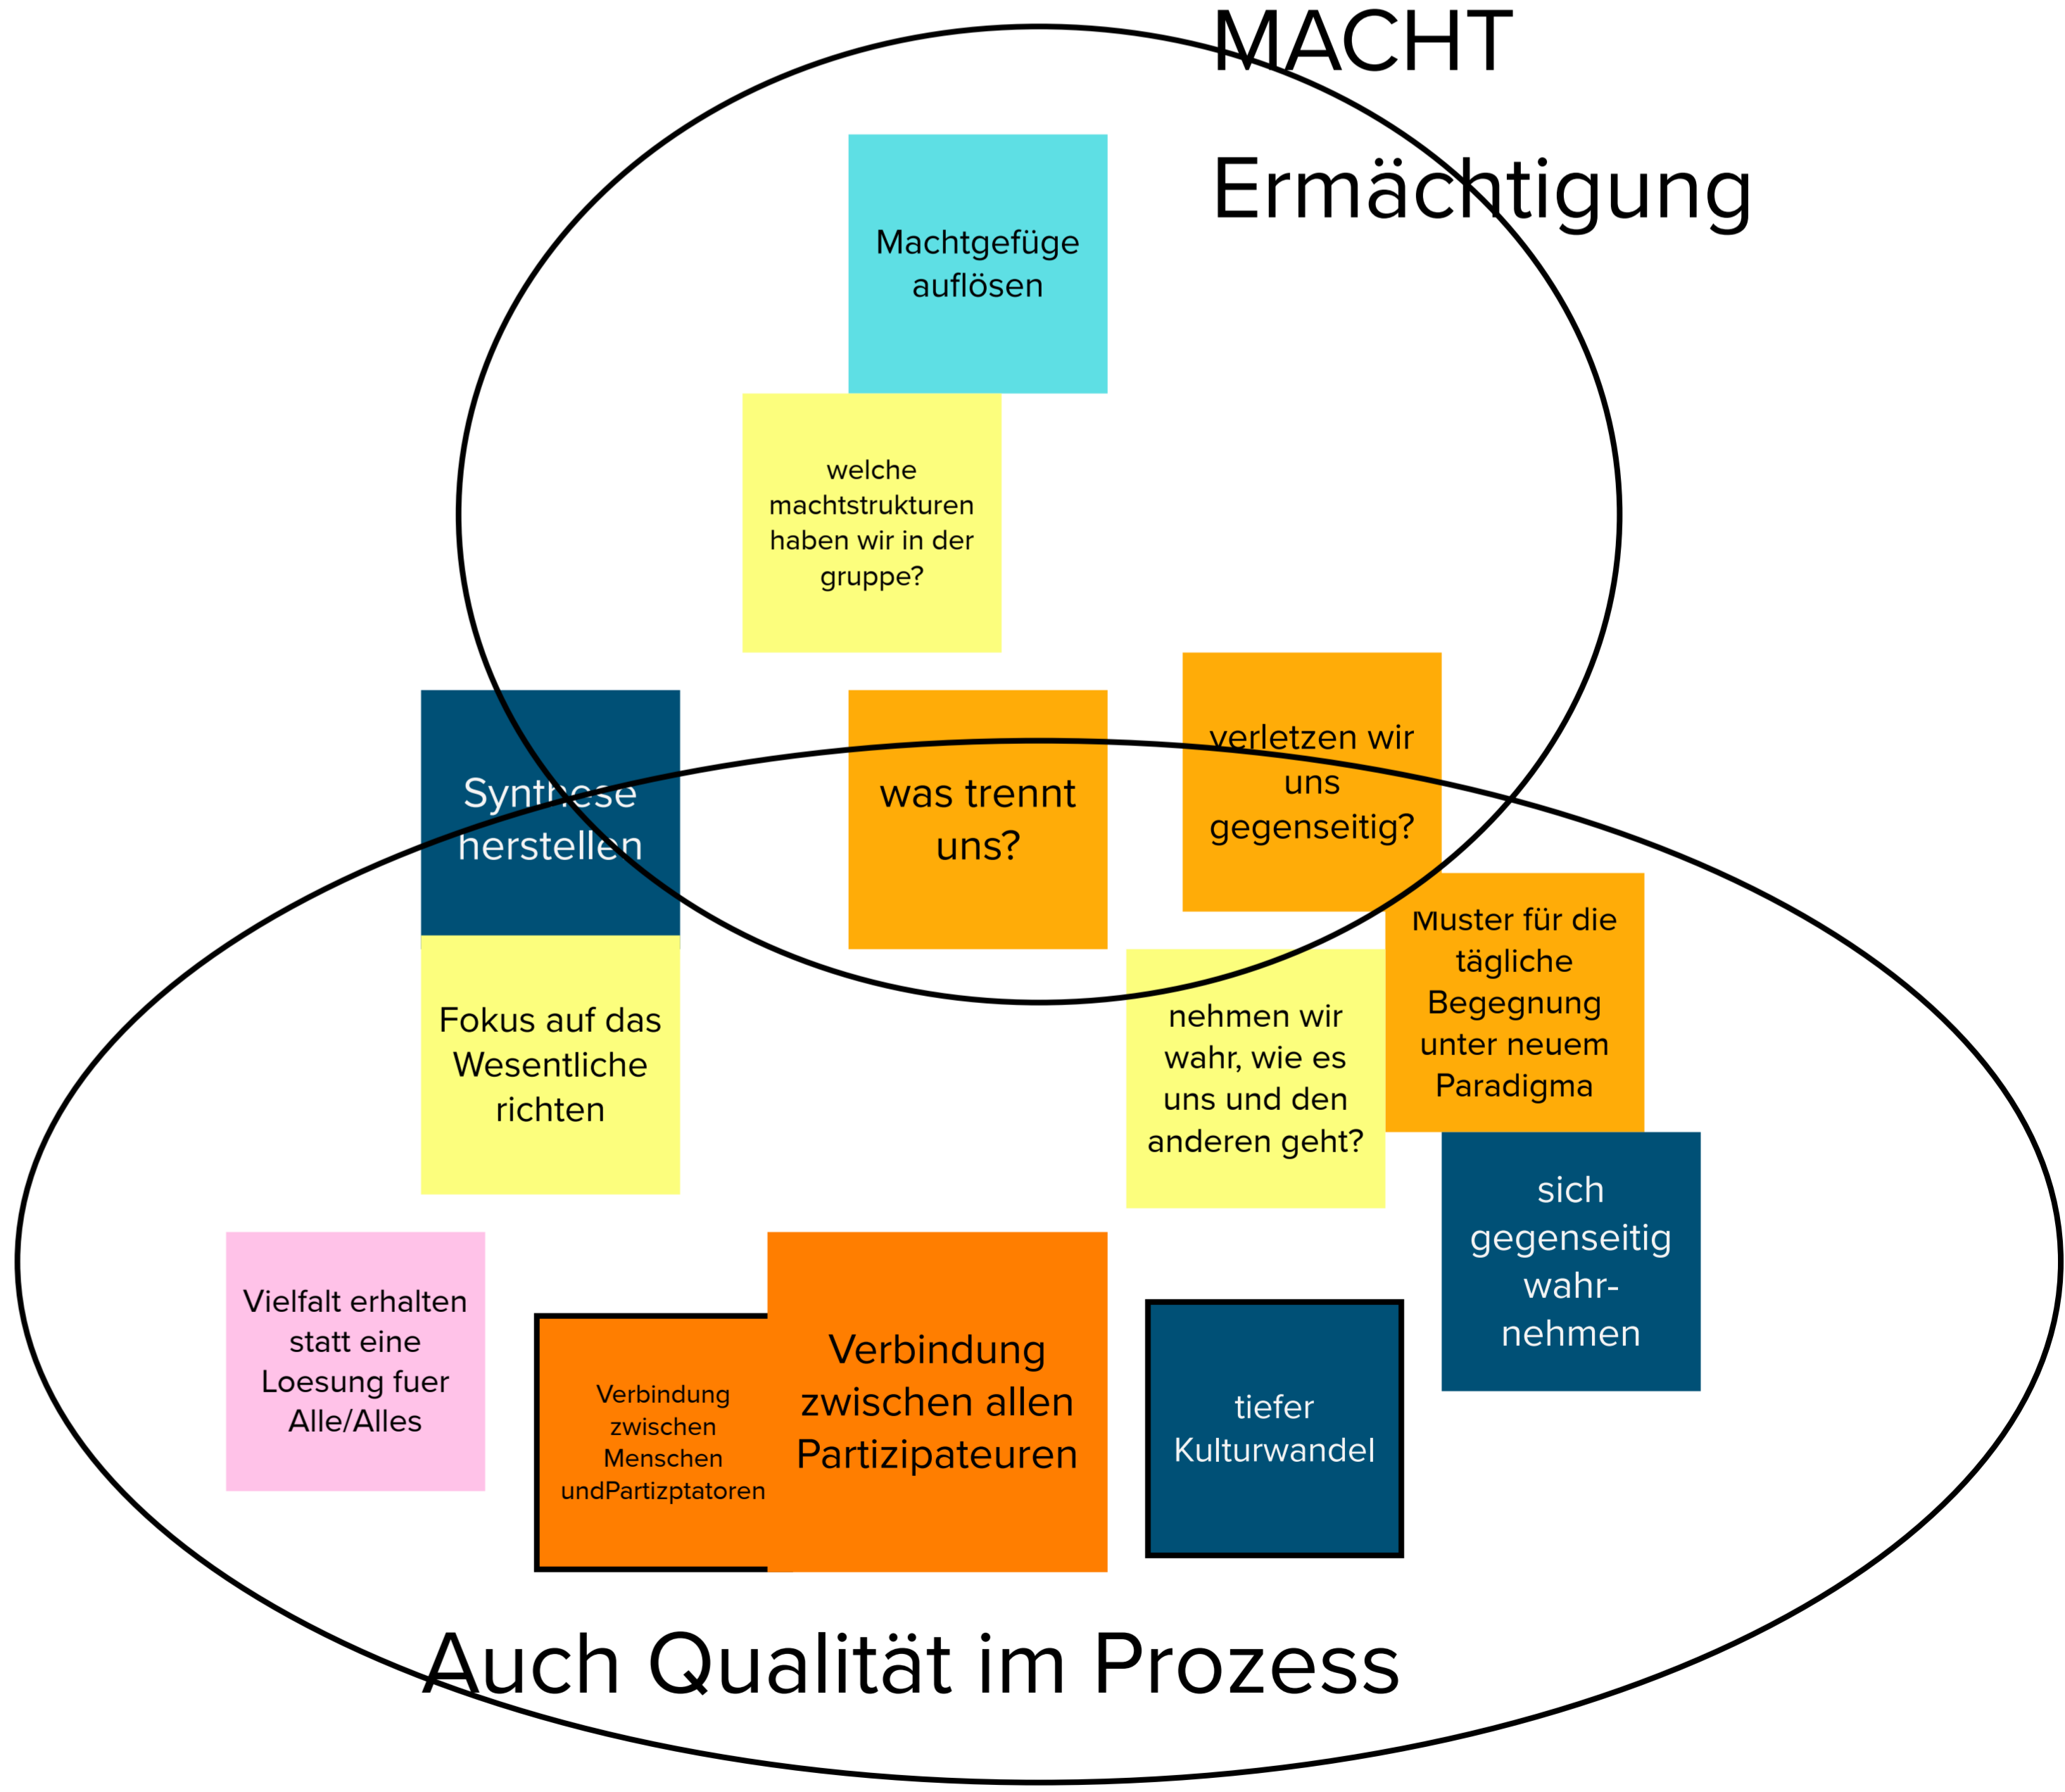 MACHT
Ermächtigung
Machtgefüge
auflösen
welche
machtstrukturen
haben wir in der
gruppe?
Synthese
herstellen
was trennt
uns?
verletzen wir
uns
gegenseitig?
Muster für die
tägliche
Begegnung
unter neuem
Paradigma
Fokus auf das
Wesentliche
richten
nehmen wir
wahr, wie es
uns und den
anderen geht?
sich
gegenseitig
wahr-
nehmen
Vielfalt erhalten
statt eine
Loesung fuer
Alle/Alles
Verbindung
zwischen
Menschen
undPartizptatoren
Verbindung
zwischen allen
Partizipateuren
tiefer
Kulturwandel
Auch Qualität im Prozess